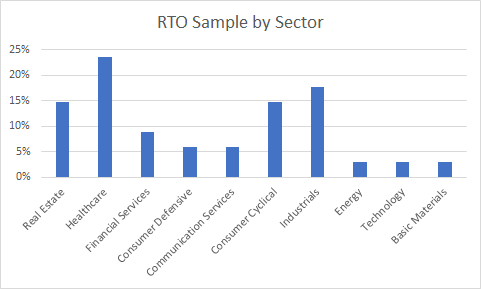 RTO Sample by Sector
25%
20%
15%
10%
5%
0%
Real Estate
Healthcare
Financial Services
Consumer Defensive
Communication Services
Consumer Cyclical
Industrials
Energy
Technology
Basic Materials